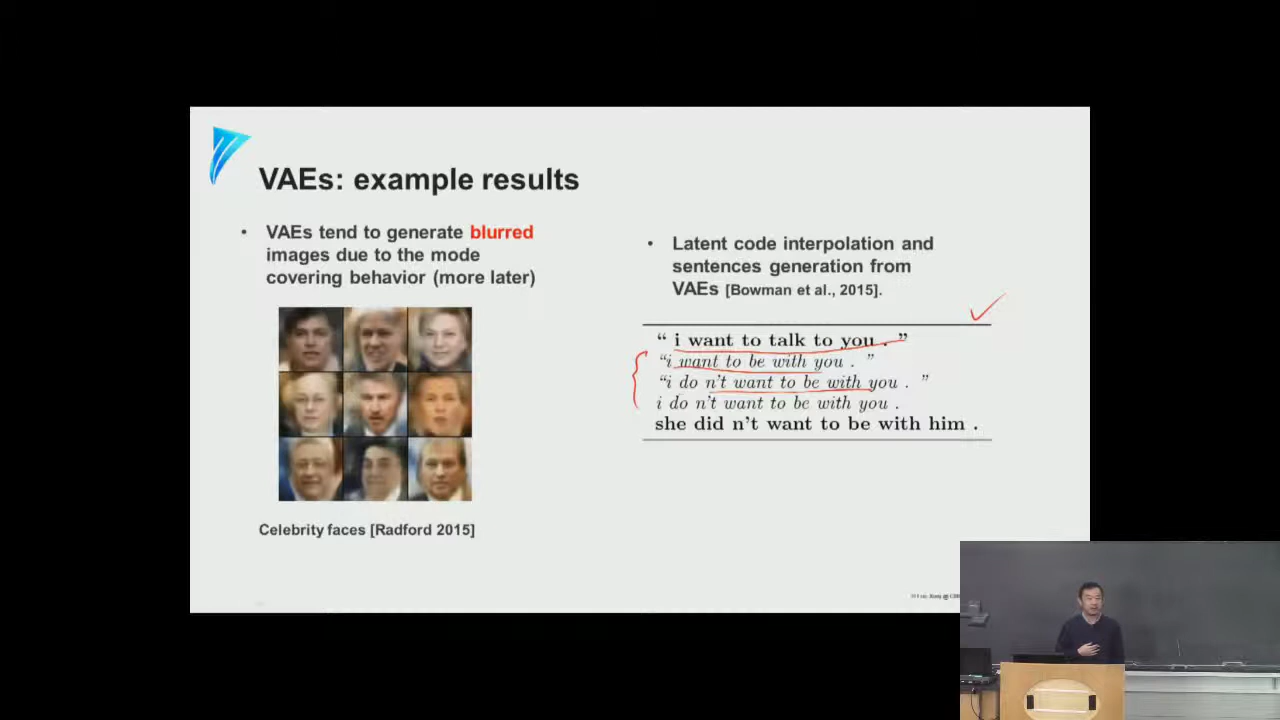 VAEs: example results
• VAEs tend to generate blurred
images due to the mode
covering behavior (more later)
Celebrity faces [Radford 2015]
• Latent code interpolation and
sentences generation from
VAEs [Bowman et al., 2015].
“ i want to talk to you . ”
“i want to be with you . ”
“i do n’t want to be with you . ”
i do n’t want to be with you .
she did n’t want to be with him .